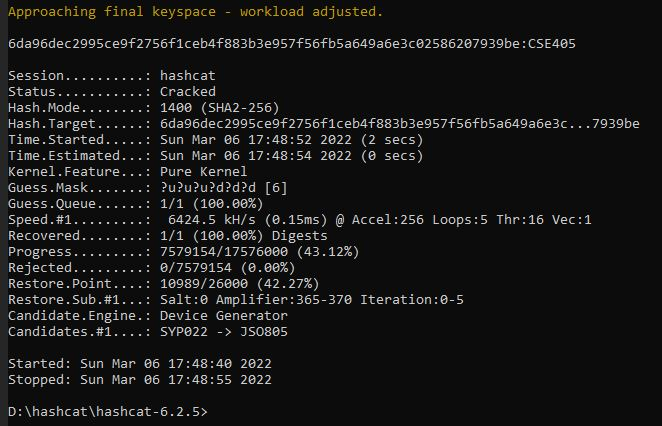 Approaching final keyspace - workload adjusted.
6da96dec2995ce9f2756f1ceb4f883b3e957f56fb5a649a6e3c02586207939be:CSE405
Session..........: hashcat
Status...........: Cracked
Hash.Mode........: 1400 (SHA2-256)
Hash.Target......: 6da96dec2995ce9f2756f1ceb4f883b3e957f56fb5a649a6e3c...7939be
Time.Started.....: Sun Mar 06 17:48:52 2022 (2 secs)
Time.Estimated...: Sun Mar 06 17:48:54 2022 (0 secs)
Kernel.Feature...: Pure Kernel
Guess.Mask.......: ?u?u?u?d?d?d [6]
Guess.Queue......: 1/1 (100.00%)
Speed.#1.........:  6424.5 kH/s (0.15ms) @ Accel:256 Loops:5 Thr:16 Vec:1
Recovered........: 1/1 (100.00%) Digests
Progress.........: 7579154/17576000 (43.12%)
Rejected.........: 0/7579154 (0.00%)
Restore.Point....: 10989/26000 (42.27%)
Restore.Sub.#1...: Salt:0 Amplifier:365-370 Iteration:0-5
Candidate.Engine.: Device Generator
Candidates.#1....: SYP022 -> JSO805
Started: Sun Mar 06 17:48:40 2022
Stopped: Sun Mar 06 17:48:55 2022
D:\hashcat\hashcat-6.2.5>